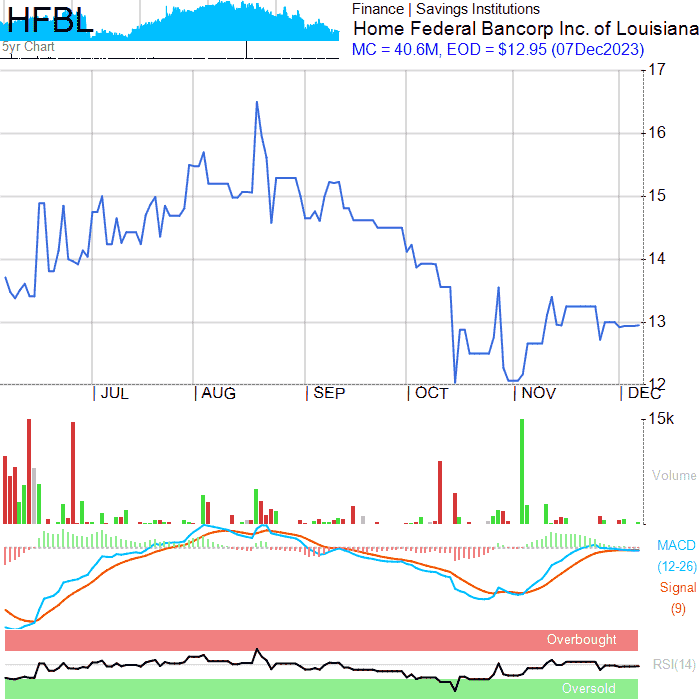 HFBL
5yr Chart
Finance | Savings Institutions
Home Federal Bancorp Inc. of Louisiana
MC = 40.6M, EOD = $12.95 (07Dec2023)
17
16
15
14
13
12
JUL AUG SEP OCT NOV DEC
15k
Volume
MACD
(12-26)
Signal
(9)
Overbought
RSI(14)
Oversold